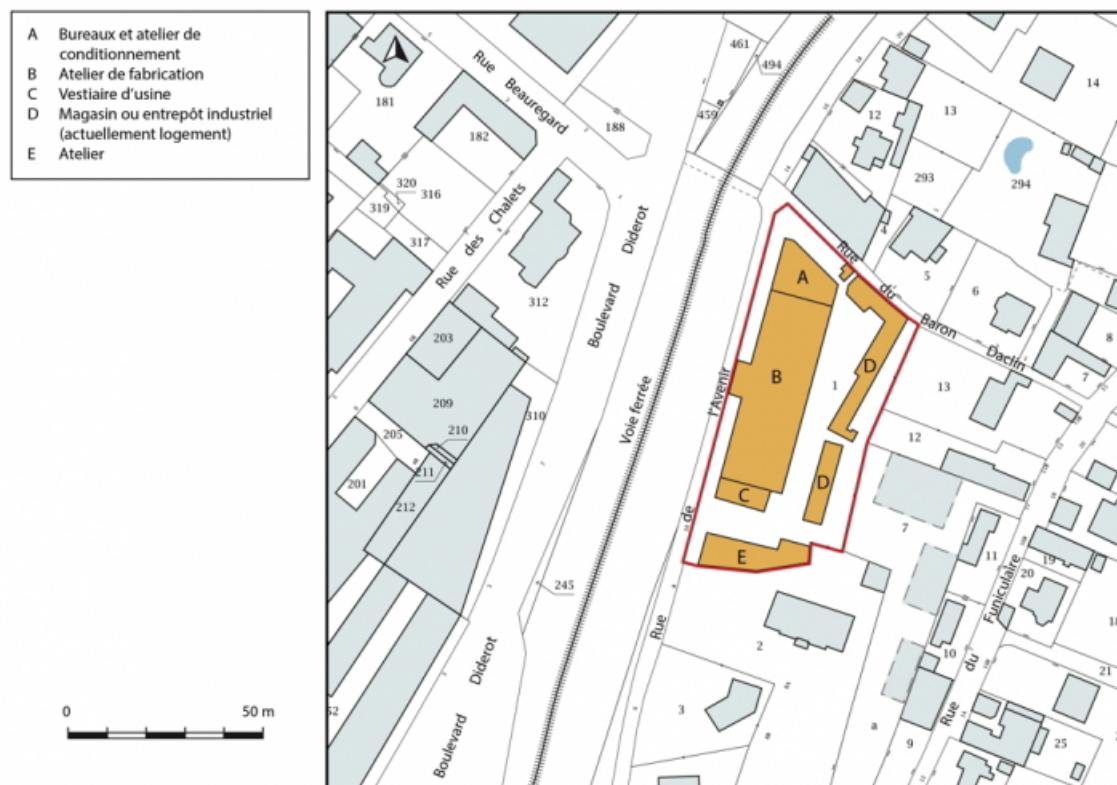 A Bureaux et atelier de
conditionnement
B Atelier de fabrication
C Vestiaire d'usine
D Magasin ou entrepôt industriel
(actuellement logement)
E Atelier
0 50 m
461
494
Rue Beauregard
14
181
459
188
13
12
182
320
316
293
294
319
Rue des Chalets
317
4
Boulevard Diderot
Rue du Baron Daclin
5
312
A
6
203
8
D
7
Voie ferrée
B
1
13
209
310
Rue de l'Avenir
210
205
12
211
201
D
C
212
7
11
19
E
20
245
Rue du Funiculaire
18
2
10
21
Boulevard Diderot
3
52
a
9
25